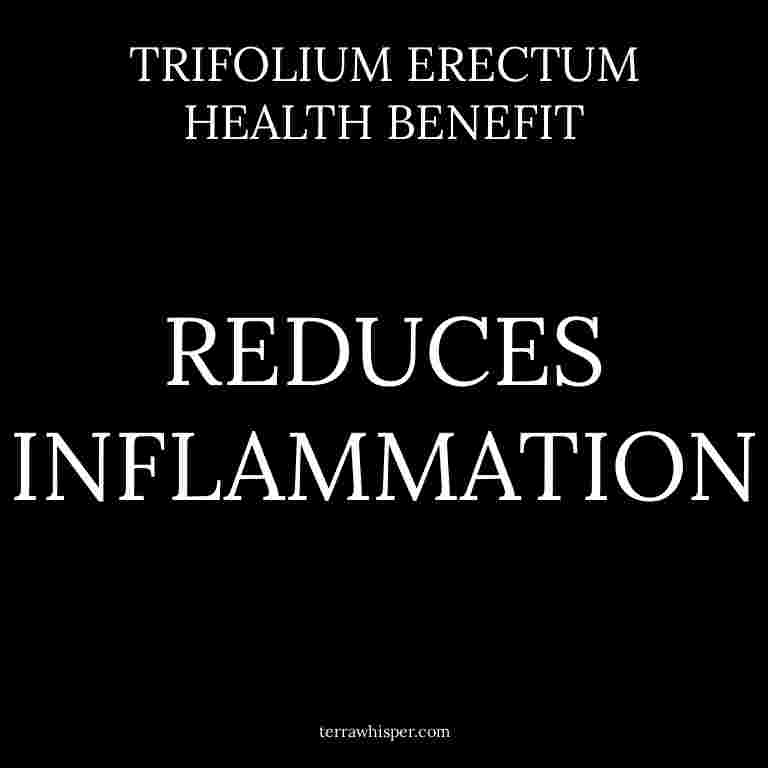 TRIFOLIUM ERECTUM
HEALTH BENEFIT
REDUCES
INFLAMMATION
terrawhisper.com